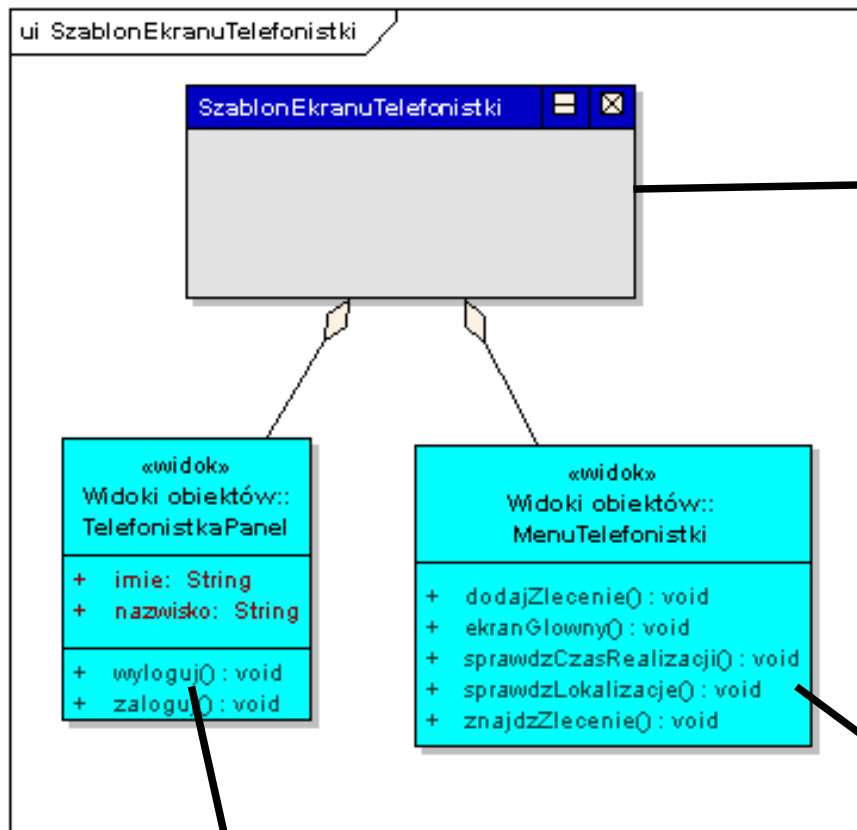 ui SzablonEkranuTelefonistki
SzablonEkranuTelefonistki
«widok»
Widoki obiektów::
TelefonistkaPanel
+ imie: String
+ nazwisko: String
+ wyloguj() : void
+ zaloguj() : void
«widok»
Widoki obiektów::
MenuTelefonistki
+ dodajZlecenie() : void
+ ekranGlowny() : void
+ sprawdzCzasRealizacji() : void
+ sprawdzLokalizacje() : void
+ znajdzZlecenie() : void